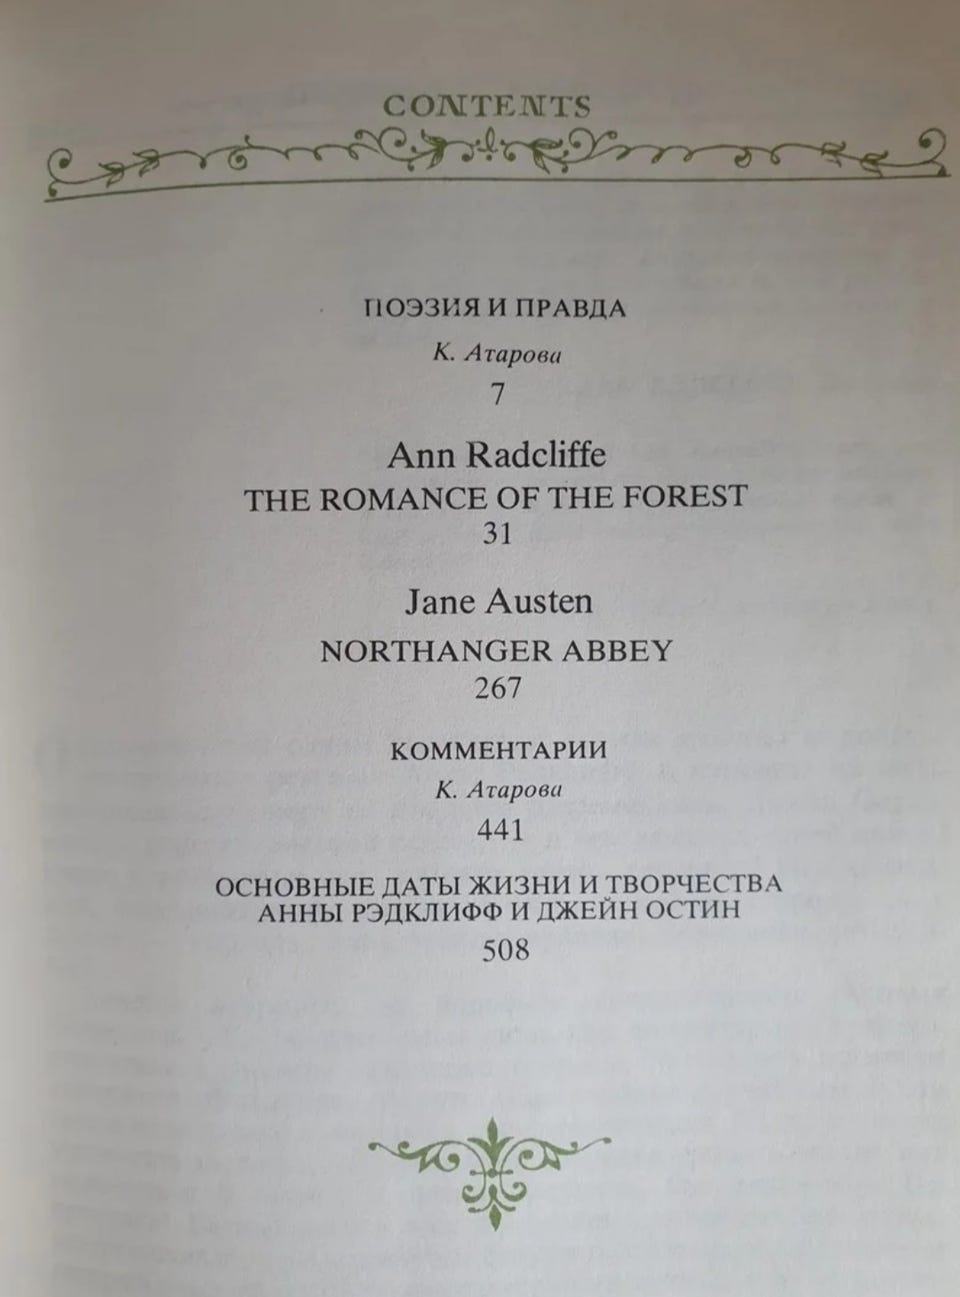 CONTENTS
ПОЭЗИЯ И ПРАВДА
К. Атарова
7
Ann Radcliffe
THE ROMANCE OF THE FOREST
31
Jane Austen
NORTHANGER ABBEY
267
КОММЕНТАРИИ
К. Атарова
441
ОСНОВНЫЕ ДАТЫ ЖИЗНИ И ТВОРЧЕСТВА
АННЫ РЭДКЛИФФ И ДЖЕЙН ОСТИН
508